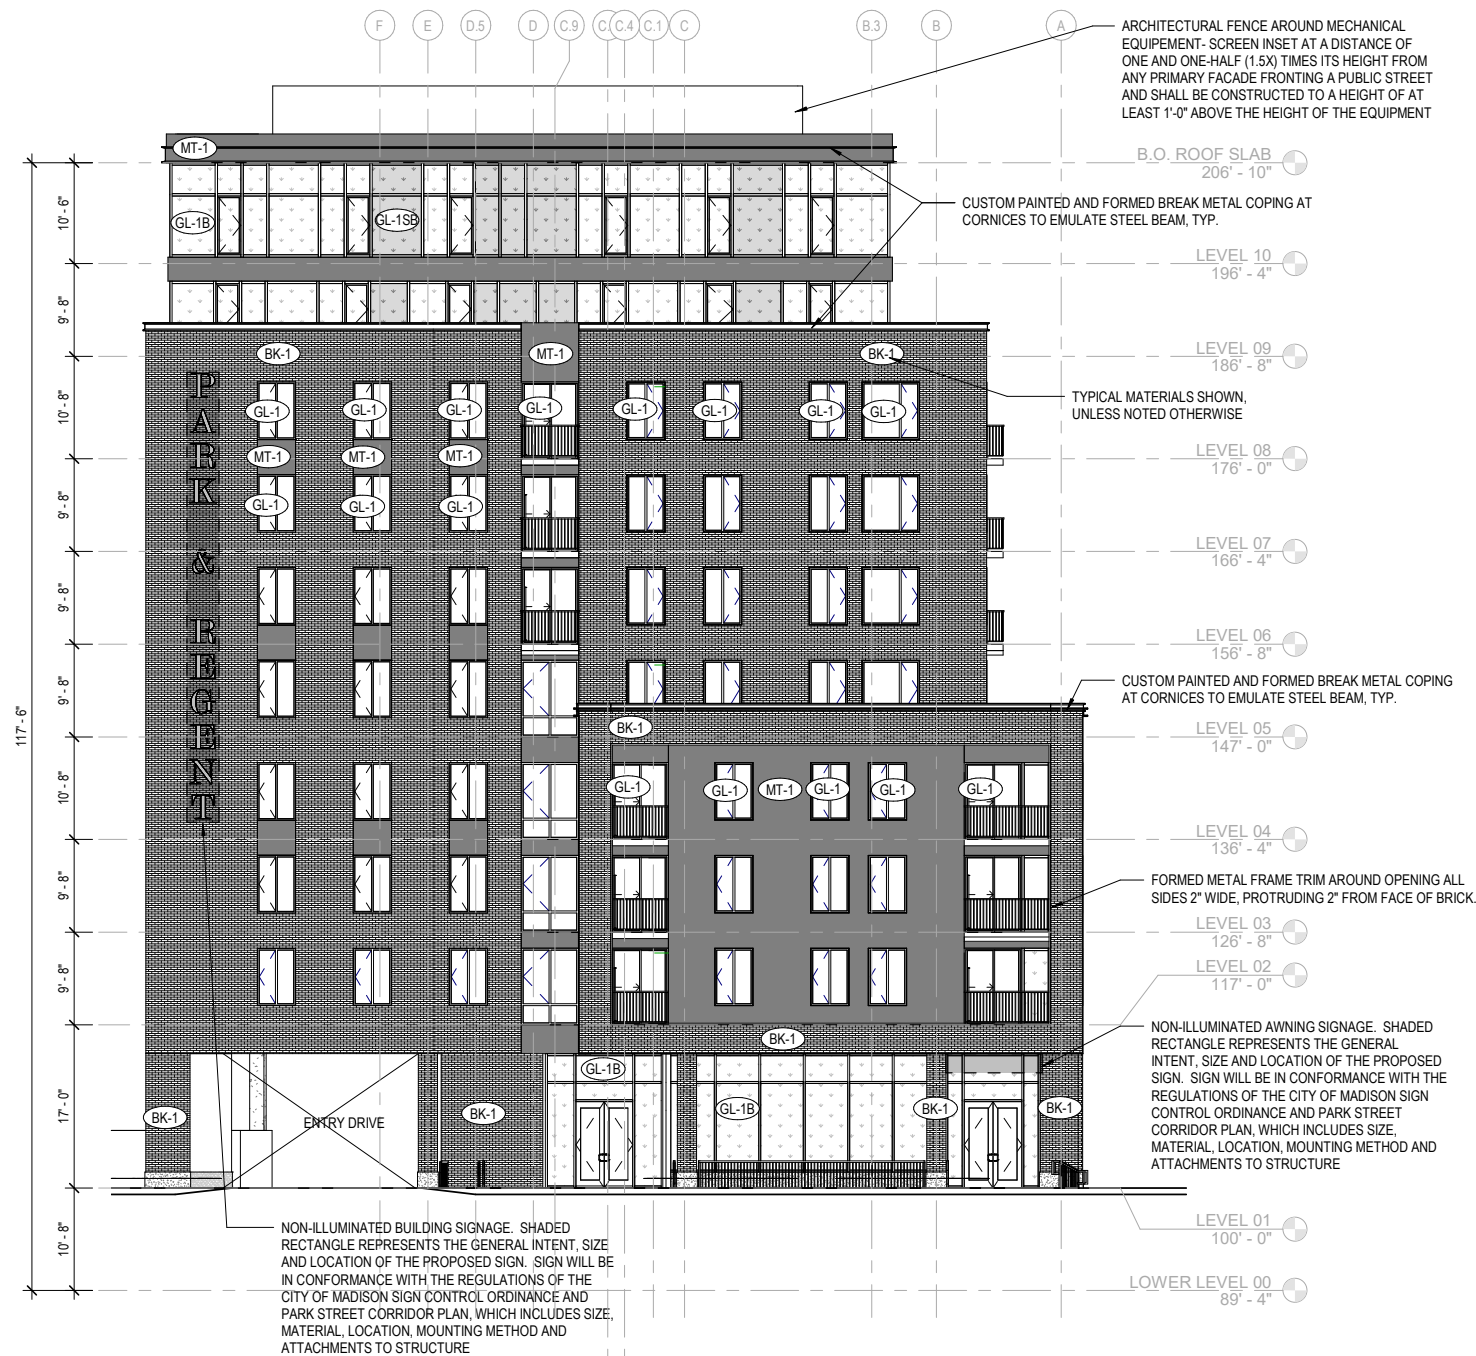 F E D.5 D C.9 C. C.4 C.1 C B.3 B A
ARCHITECTURAL FENCE AROUND MECHANICAL
EQUIPEMENT- SCREEN INSET AT A DISTANCE OF
ONE AND ONE-HALF (1.5X) TIMES ITS HEIGHT FROM
ANY PRIMARY FACADE FRONTING A PUBLIC STREET
AND SHALL BE CONSTRUCTED TO A HEIGHT OF AT
LEAST 1'-0" ABOVE THE HEIGHT OF THE EQUIPMENT
MT-1
B.O. ROOF SLAB
206' - 10"
10' - 6"
GL-1B GL-1SB
CUSTOM PAINTED AND FORMED BREAK METAL COPING AT
CORNICES TO EMULATE STEEL BEAM, TYP.
LEVEL 10
196' - 4"
9' - 8"
BK-1 MT-1 BK-1
LEVEL 09
186' - 8"
TYPICAL MATERIALS SHOWN,
UNLESS NOTED OTHERWISE
10' - 8"
GL-1 GL-1 GL-1 GL-1 GL-1 GL-1 GL-1 GL-1
MT-1 MT-1 MT-1
LEVEL 08
176' - 0"
9' - 8"
GL-1 GL-1 GL-1
PARK & REGENT
LEVEL 07
166' - 4"
9' - 8"
LEVEL 06
156' - 8"
9' - 8"
CUSTOM PAINTED AND FORMED BREAK METAL COPING
AT CORNICES TO EMULATE STEEL BEAM, TYP.
BK-1
LEVEL 05
147' - 0"
117' - 6"
10' - 8"
GL-1 GL-1 MT-1 GL-1 GL-1 GL-1
LEVEL 04
136' - 4"
9' - 8"
FORMED METAL FRAME TRIM AROUND OPENING ALL
SIDES 2" WIDE, PROTRUDING 2" FROM FACE OF BRICK.
LEVEL 03
126' - 8"
9' - 8"
LEVEL 02
117' - 0"
BK-1
NON-ILLUMINATED AWNING SIGNAGE. SHADED
RECTANGLE REPRESENTS THE GENERAL
INTENT, SIZE AND LOCATION OF THE PROPOSED
SIGN. SIGN WILL BE IN CONFORMANCE WITH THE
REGULATIONS OF THE CITY OF MADISON SIGN
CONTROL ORDINANCE AND PARK STREET
CORRIDOR PLAN, WHICH INCLUDES SIZE,
MATERIAL, LOCATION, MOUNTING METHOD AND
ATTACHMENTS TO STRUCTURE
GL-1B
17' - 0"
BK-1 ENTRY DRIVE BK-1 GL-1B BK-1 BK-1
LEVEL 01
100' - 0"
10' - 8"
NON-ILLUMINATED BUILDING SIGNAGE. SHADED
RECTANGLE REPRESENTS THE GENERAL INTENT, SIZE
AND LOCATION OF THE PROPOSED SIGN. SIGN WILL BE
IN CONFORMANCE WITH THE REGULATIONS OF THE
CITY OF MADISON SIGN CONTROL ORDINANCE AND
PARK STREET CORRIDOR PLAN, WHICH INCLUDES SIZE,
MATERIAL, LOCATION, MOUNTING METHOD AND
ATTACHMENTS TO STRUCTURE
LOWER LEVEL 00
89' - 4"